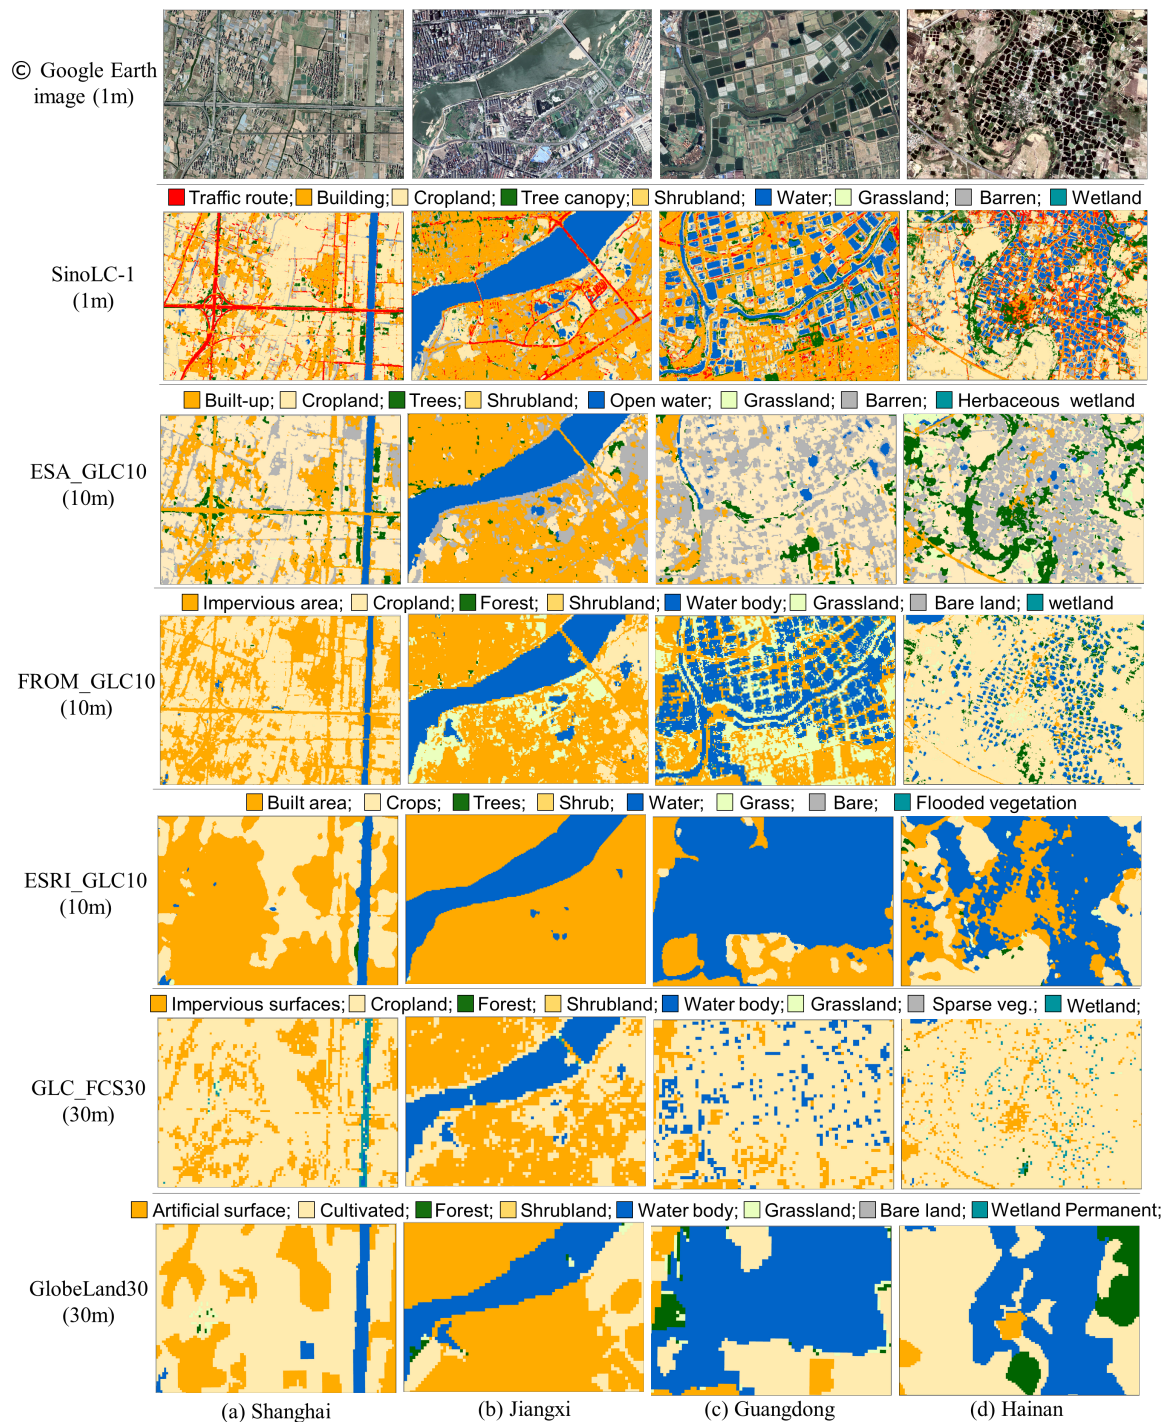 © Google Earth
image (1m)
Traffic route; Building; Cropland; Tree canopy; Shrubland; Water; Grassland; Barren; Wetland
SinoLC-1
(1m)
Built-up; Cropland; Trees; Shrubland; Open water; Grassland; Barren; Herbaceous wetland
ESA_GLC10
(10m)
Impervious area; Cropland; Forest; Shrubland; Water body; Grassland; Bare land; wetland
FROM_GLC10
(10m)
Built area; Crops; Trees; Shrub; Water; Grass; Bare; Flooded vegetation
ESRI_GLC10
(10m)
Impervious surfaces; Cropland; Forest; Shrubland; Water body; Grassland; Sparse veg.; Wetland;
GLC_FCS30
(30m)
Artificial surface; Cultivated; Forest; Shrubland; Water body; Grassland; Bare land; Wetland Permanent;
GlobeLand30
(30m)
(a) Shanghai (b) Jiangxi (c) Guangdong (d) Hainan